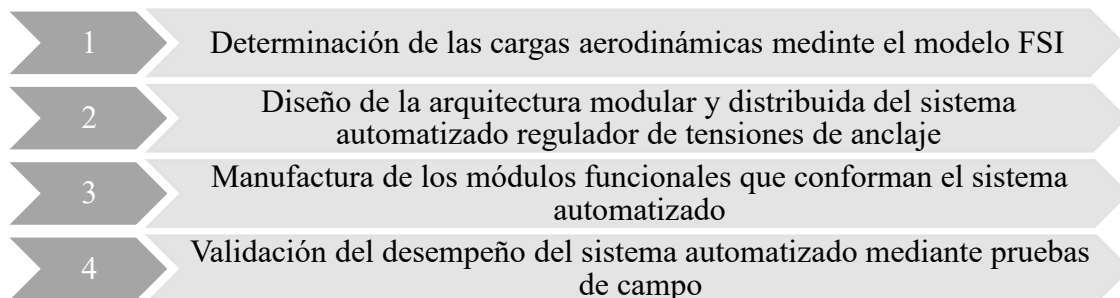 1
Determinación de las cargas aerodinámicas medinte el modelo FSI
2
Diseño de la arquitectura modular y distribuida del sistema
automatizado regulador de tensiones de anclaje
3
Manufactura de los módulos funcionales que conforman el sistema
automatizado
4
Validación del desempeño del sistema automatizado mediante pruebas
de campo